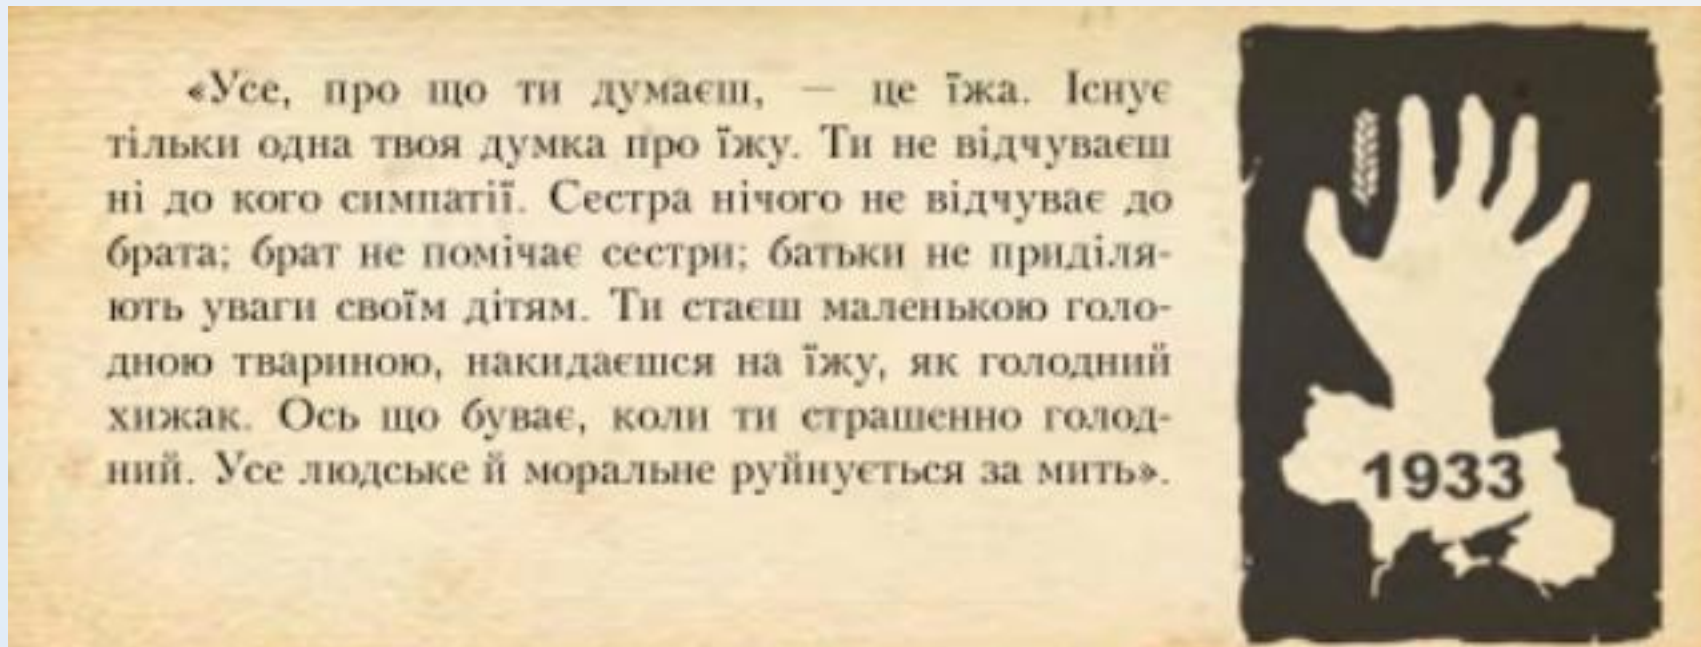 «Усе, про що ти думаєш, — це їжа. Існує
тільки одна твоя думка про їжу. Ти не відчуваєш
ні до кого симпатії. Сестра нічого не відчуває до
брата; брат не помічає сестри; батьки не приділя-
ють уваги своїм дітям. Ти стаєш маленькою голо-
дною твариною, накидаєшся на їжу, як голодний
хижак. Ось що буває, коли ти страшенно голод-
ний. Усе людське й моральне руйнується за мить».
1933